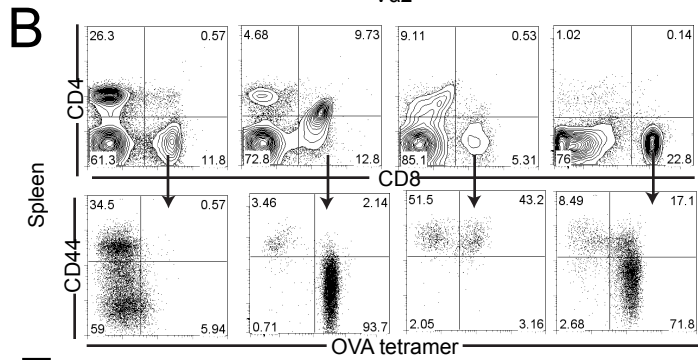 B
26.3 0.57 4.68 9.73 9.11 0.53 1.02 0.14
CD4
61.3 11.8 72.8 12.8 85.1 5.31 76 22.8
CD8
Spleen
34.5 0.57 3.46 2.14 51.5 43.2 8.49 17.1
CD44
59 5.94 0.71 93.7 2.05 3.16 2.68 71.8
OVA tetramer